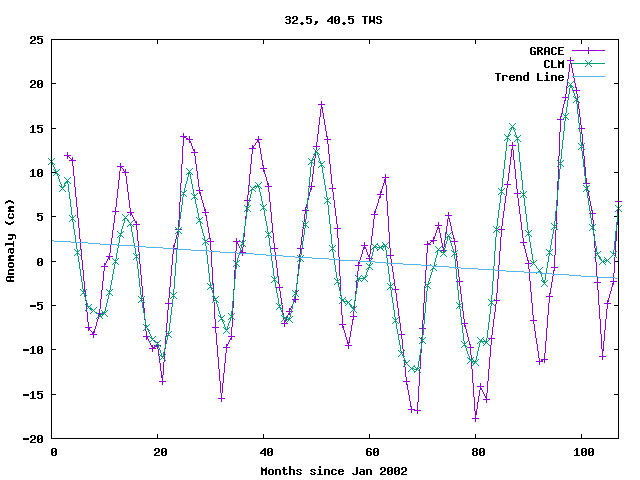 32.5, 40.5 TWS
GRACE
CLM
Trend Line
25
20
15
10
5
0
-5
-10
-15
-20
Anomaly (cm)
0 20 40 60 80 100
Months since Jan 2002